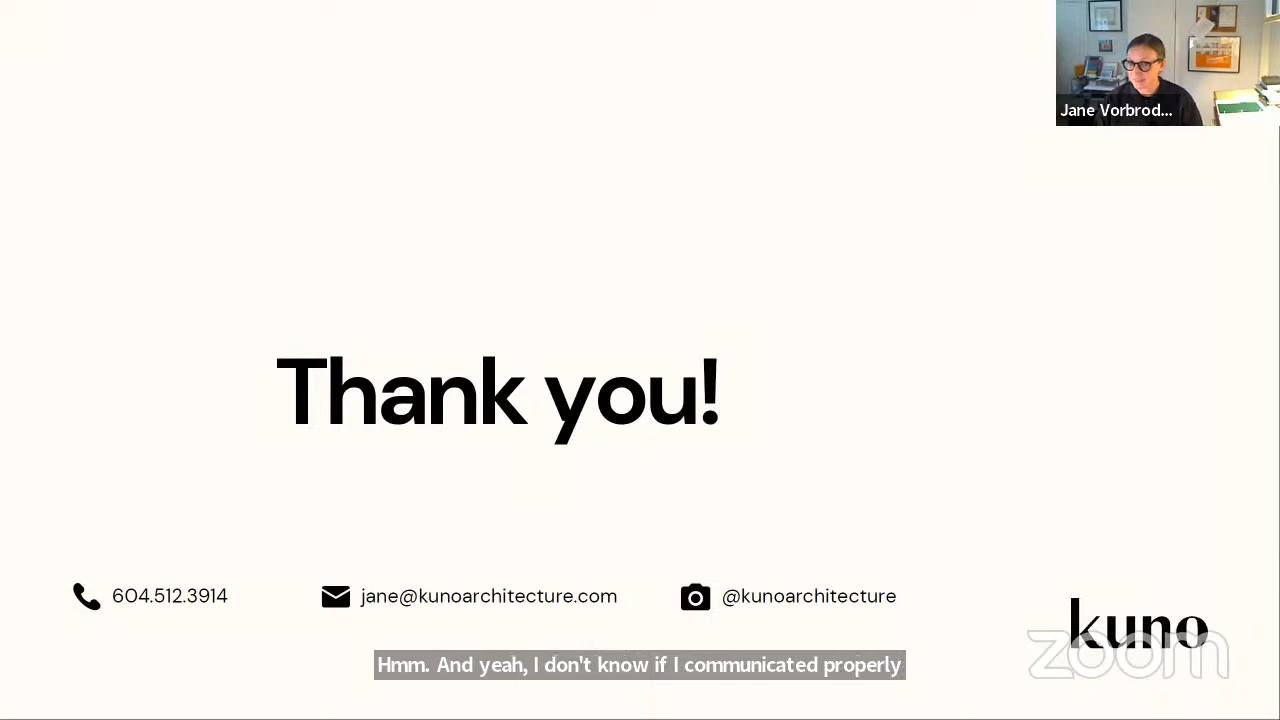 Jane Vorbrod...
Thank you!
604.512.3914
jane@kunoarchitecture.com
@kunoarchitecture
kuno
zoom
Hmm. And yeah, I don't know if I communicated properly